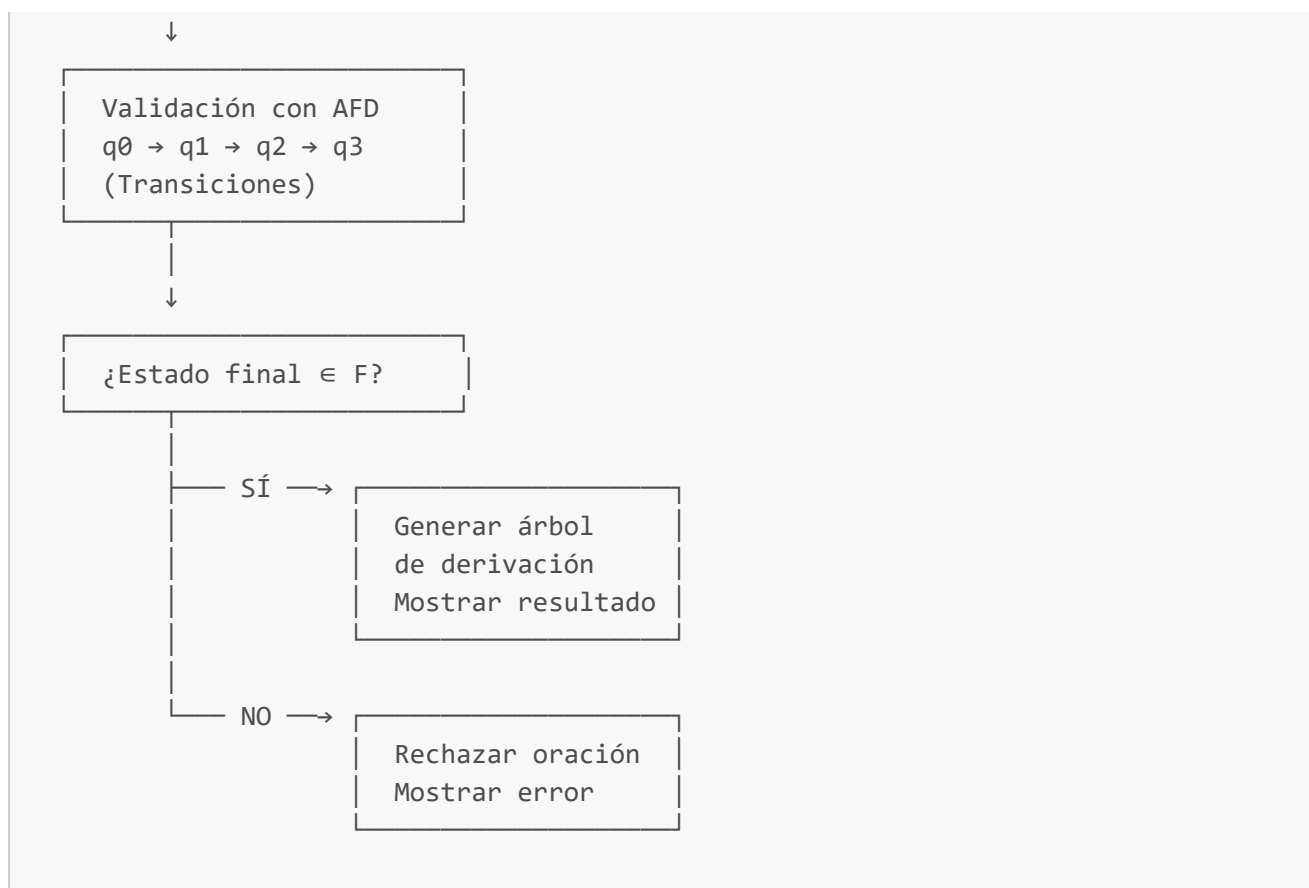 ↓
Validación con AFD
q0 → q1 → q2 → q3
(Transiciones)
↓
¿Estado final ∈ F?
SÍ →
Generar árbol
de derivación
Mostrar resultado
NO →
Rechazar oración
Mostrar error